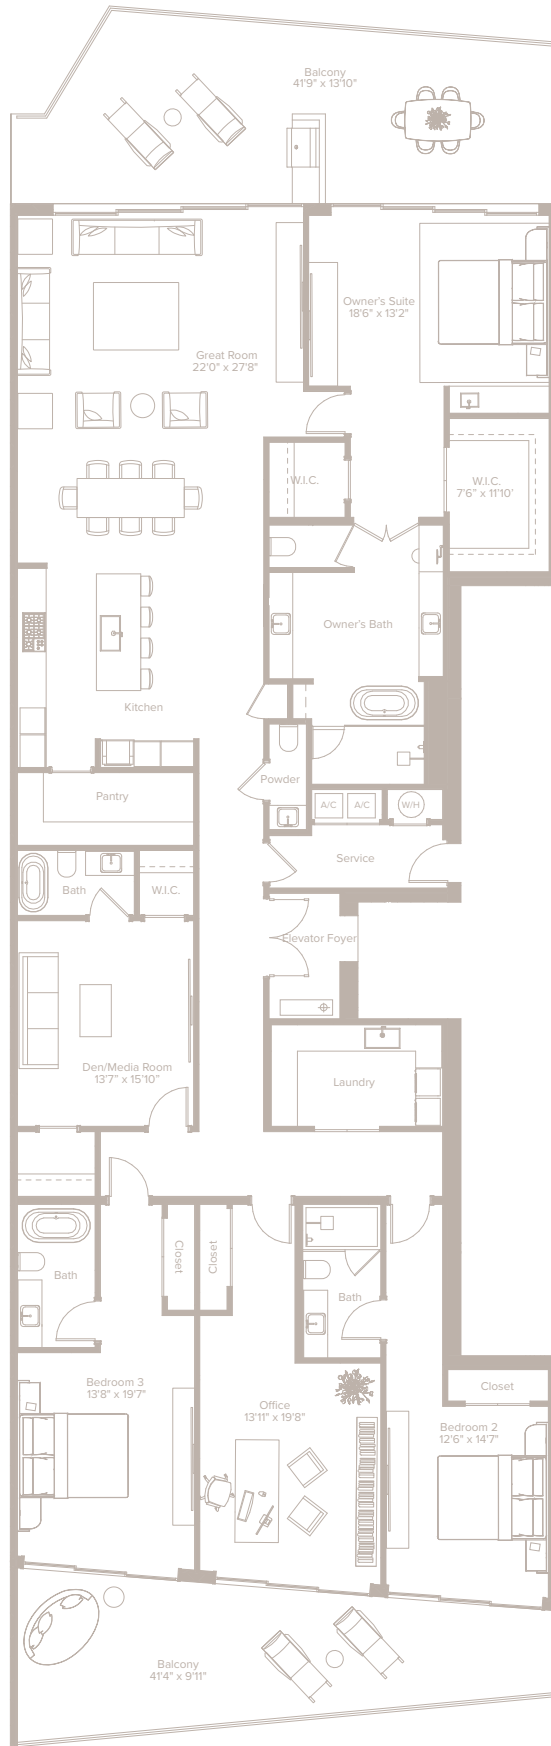 Balcony
41'9" x 13'10"
Owner's Suite
18'6" x 13'2"
Great Room
22'0" x 27'8"
W.I.C.
W.I.C.
7'6" x 11'10'
Owner's Bath
Kitchen
Powder
Pantry
A/C
A/C
W/H
Service
Bath
W.I.C.
Elevator Foyer
Den/Media Room
13'7" x 15'10"
Laundry
Closet
Closet
Bath
Bath
Bedroom 3
13'8" x 19'7"
Office
13'11" x 19'8"
Closet
Bedroom 2
12'6" x 14'7"
Balcony
41'4" x 9'11"